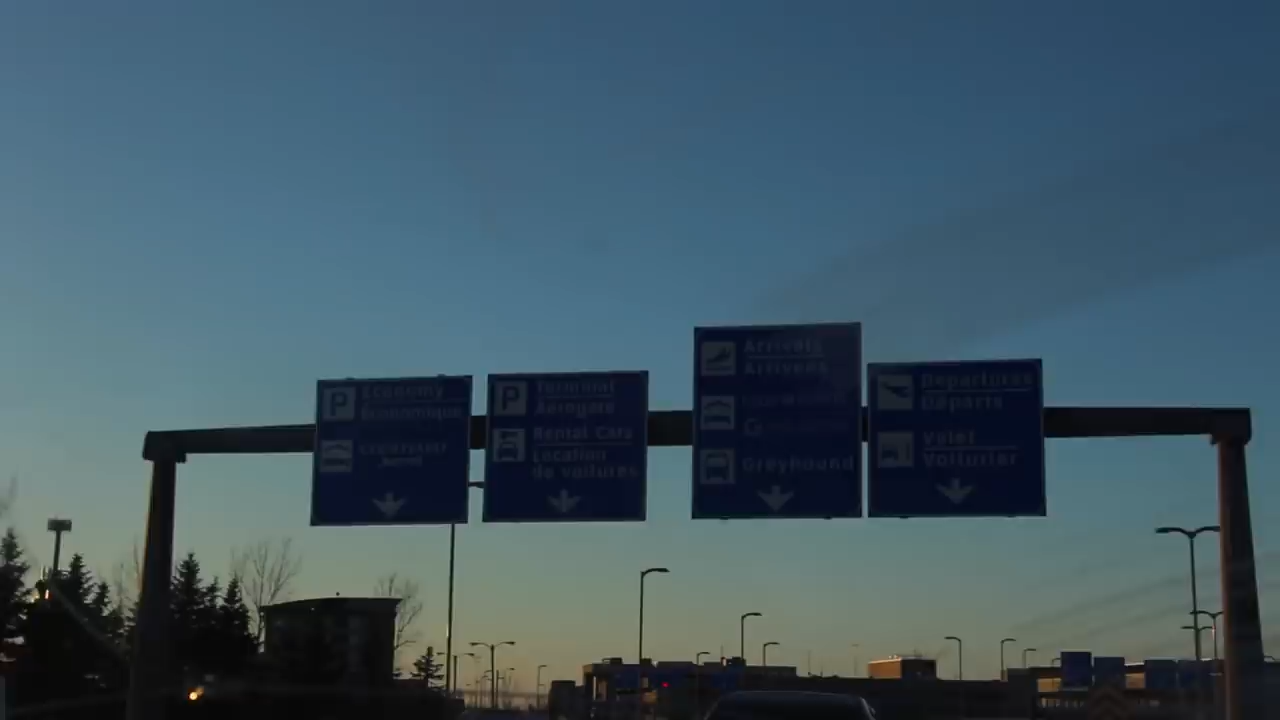 P Economy
Économique
P Terminal
Aérogare
Rental Cars
Location
de voitures
Arrivals
Arrivées
Greyhound
Departures
Départs
Valet
Voiturier